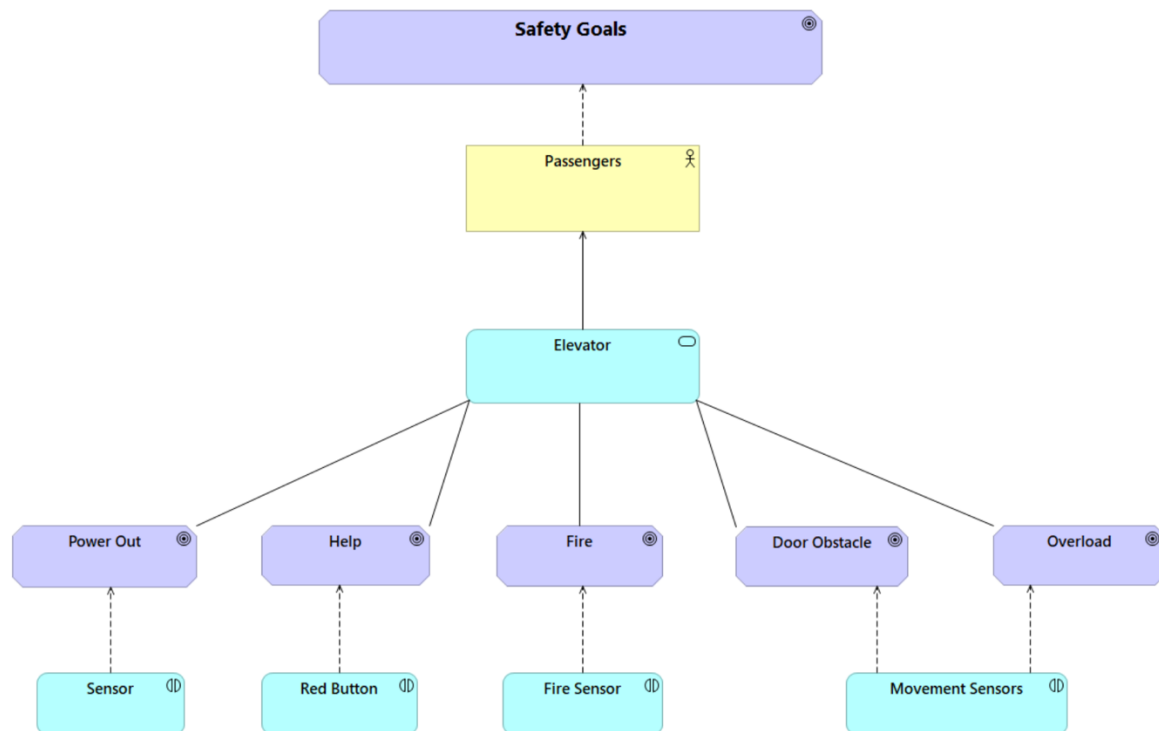 Safety Goals
Passengers
Elevator
Power Out
Help
Fire
Door Obstacle
Overload
Sensor
Red Button
Fire Sensor
Movement Sensors